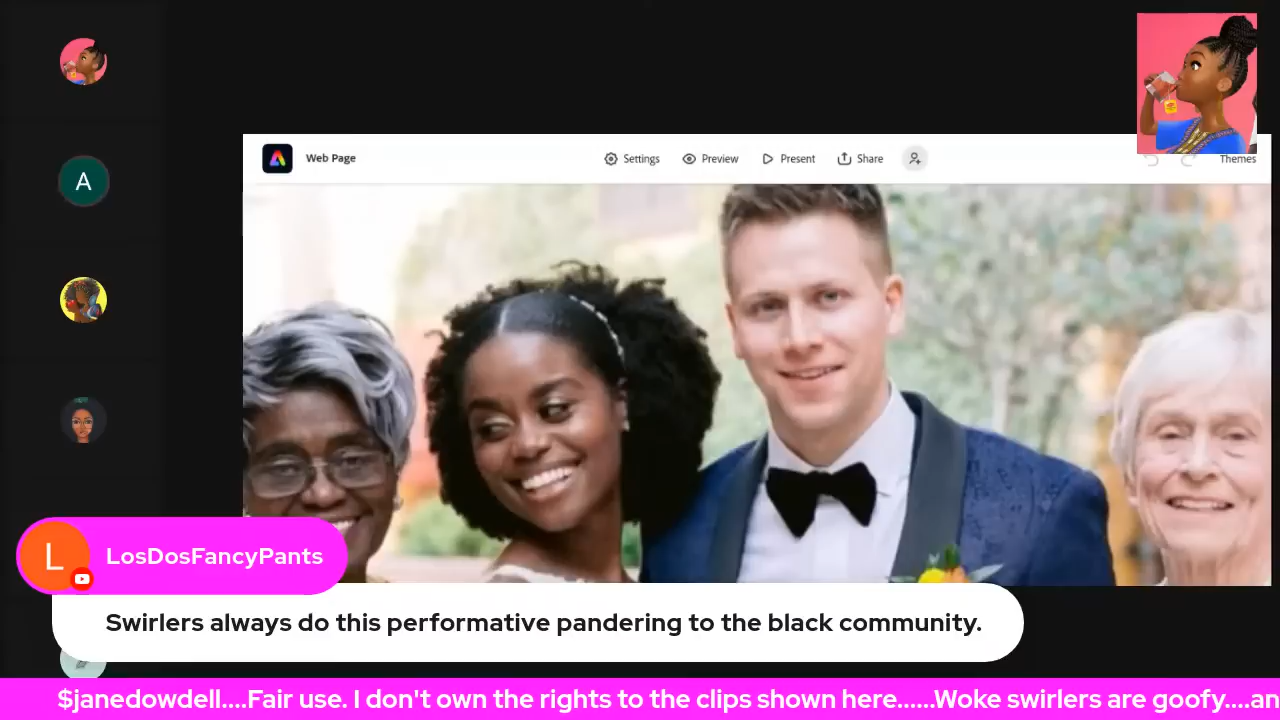 A
Web Page
Settings
Preview
Present
Share
Themes
L
LosDosFancyPants
Swirlers always do this performative pandering to the black community.
$janedowdell....Fair use. I don't own the rights to the clips shown here......Woke swirlers are goofy....an